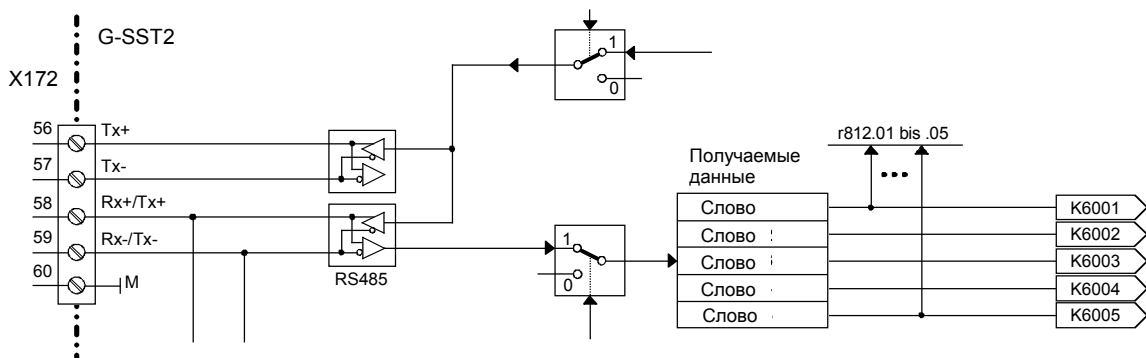 G-SST2
X172
56 Tx+
57 Tx-
58 Rx+/Tx+
59 Rx-/Tx-
60 M
RS485
1
0
1
0
Получаемые
данные
r812.01 bis .05
Слово K6001
Слово K6002
Слово K6003
Слово K6004
Слово K6005